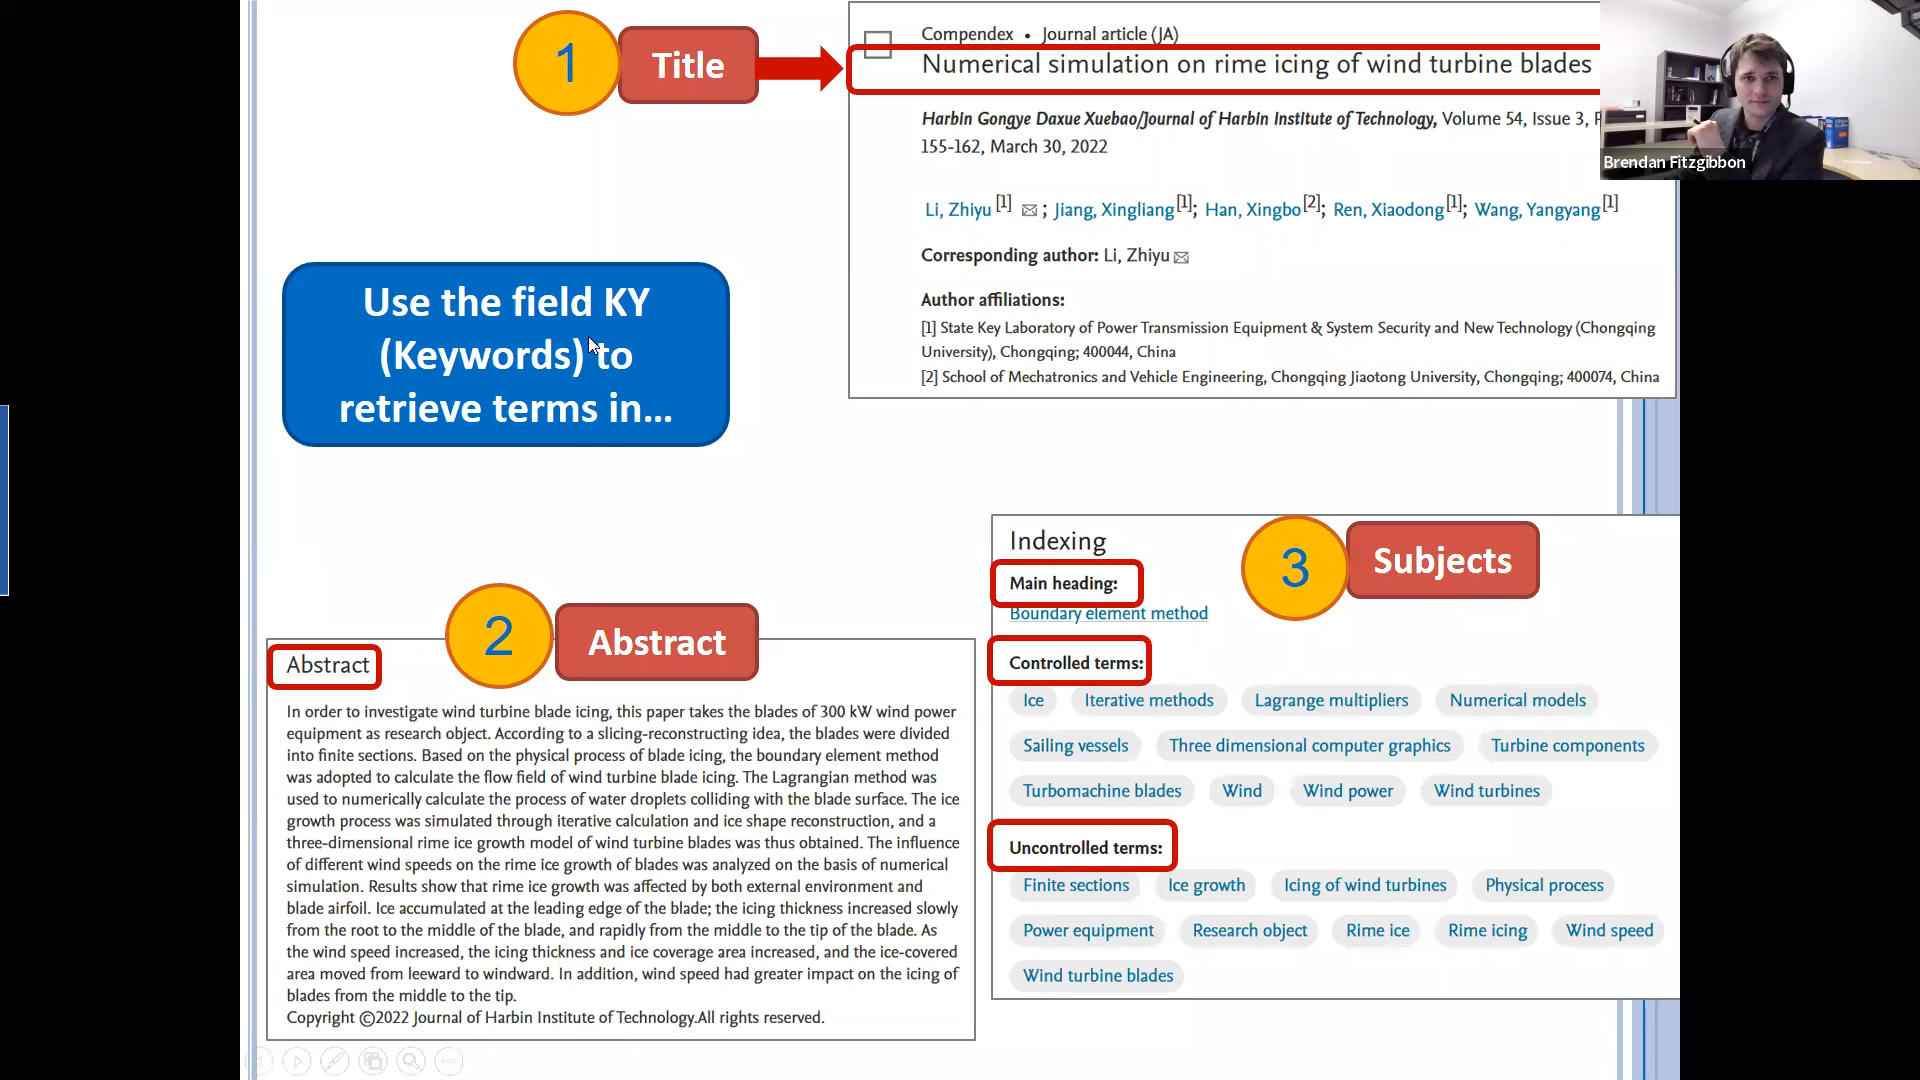 1
Title
Compendex • Journal article (JA)
Numerical simulation on rime icing of wind turbine blades
Harbin Gongye Daxue Xuebao/Journal of Harbin Institute of Technology, Volume 54, Issue 3, P
155-162, March 30, 2022
Li, Zhiyu [1] ; Jiang, Xingliang[1]; Han, Xingbo[2]; Ren, Xiaodong[1]; Wang, Yangyang[1]
Corresponding author: Li, Zhiyu
Author affiliations:
[1] State Key Laboratory of Power Transmission Equipment & System Security and New Technology (Chongqing
University), Chongqing; 400044, China
[2] School of Mechatronics and Vehicle Engineering, Chongqing Jiaotong University, Chongqing; 400074, China
Brendan Fitzgibbon
Use the field KY
(Keywords) to
retrieve terms in...
2
Abstract
Abstract
In order to investigate wind turbine blade icing, this paper takes the blades of 300 kW wind power
equipment as research object. According to a slicing-reconstructing idea, the blades were divided
into finite sections. Based on the physical process of blade icing, the boundary element method
was adopted to calculate the flow field of wind turbine blade icing. The Lagrangian method was
used to numerically calculate the process of water droplets colliding with the blade surface. The ice
growth process was simulated through iterative calculation and ice shape reconstruction, and a
three-dimensional rime ice growth model of wind turbine blades was thus obtained. The influence
of different wind speeds on the rime ice growth of blades was analyzed on the basis of numerical
simulation. Results show that rime ice growth was affected by both external environment and
blade airfoil. Ice accumulated at the leading edge of the blade; the icing thickness increased slowly
from the root to the middle of the blade, and rapidly from the middle to the tip of the blade. As
the wind speed increased, the icing thickness and ice coverage area increased, and the ice-covered
area moved from leeward to windward. In addition, wind speed had greater impact on the icing of
blades from the middle to the tip.
Copyright ©2022 Journal of Harbin Institute of Technology.All rights reserved.
3
Subjects
Indexing
Main heading:
Boundary element method
Controlled terms:
Ice Iterative methods Lagrange multipliers Numerical models
Sailing vessels Three dimensional computer graphics Turbine components
Turbomachine blades Wind Wind power Wind turbines
Uncontrolled terms:
Finite sections Ice growth Icing of wind turbines Physical process
Power equipment Research object Rime ice Rime icing Wind speed
Wind turbine blades